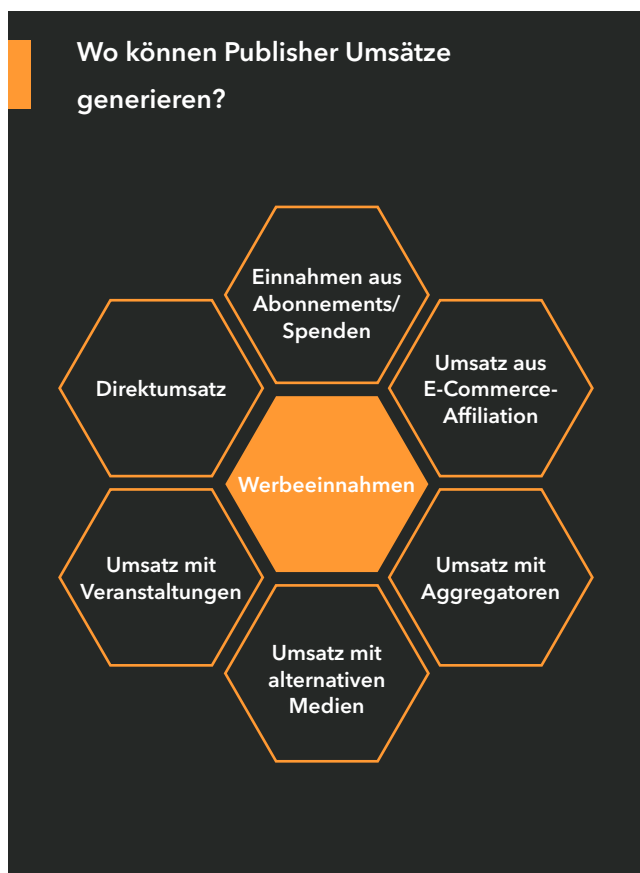 Wo können Publisher Umsätze
generieren?
Einnahmen aus
Abonnements/
Spenden
Direktumsatz
Umsatz aus
E-Commerce-
Affiliation
Werbeeinnahmen
Umsatz mit
Veranstaltungen
Umsatz mit
Aggregatoren
Umsatz mit
alternativen
Medien